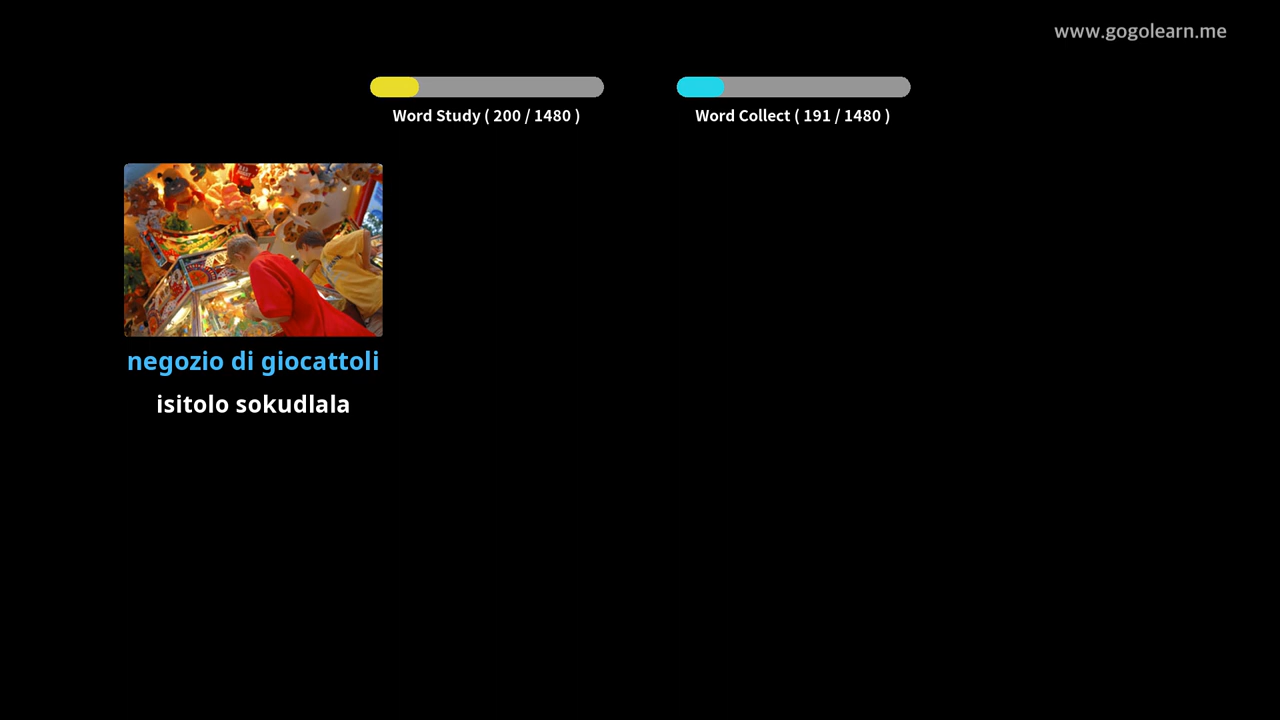 www.gogolearn.me
Word Study ( 200 / 1480 )
Word Collect ( 191 / 1480 )
negozio di giocattoli
isitolo sokudlala